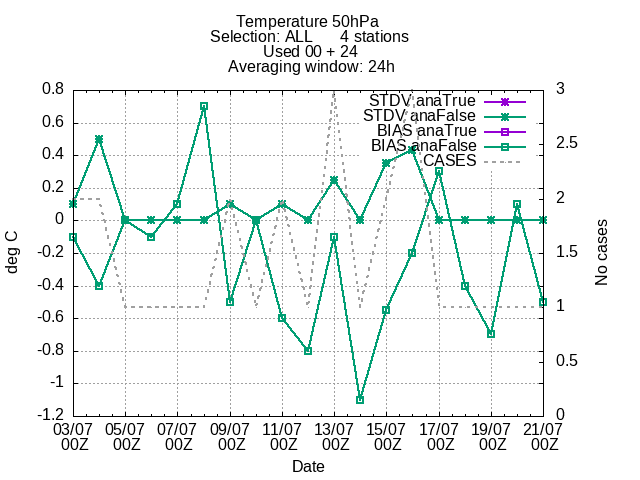 Temperature 50hPa
Selection: ALL 4 stations
Used 00 + 24
Averaging window: 24h
STDV anaTrue
STDV anaFalse
BIAS anaTrue
BIAS anaFalse
CASES
deg C
0.8
0.6
0.4
0.2
0
-0.2
-0.4
-0.6
-0.8
-1
-1.2
3
2.5
2
1.5
1
0.5
0
No cases
03/07 05/07 07/07 09/07 11/07 13/07 15/07 17/07 19/07 21/07
00Z 00Z 00Z 00Z 00Z 00Z 00Z 00Z 00Z 00Z
Date